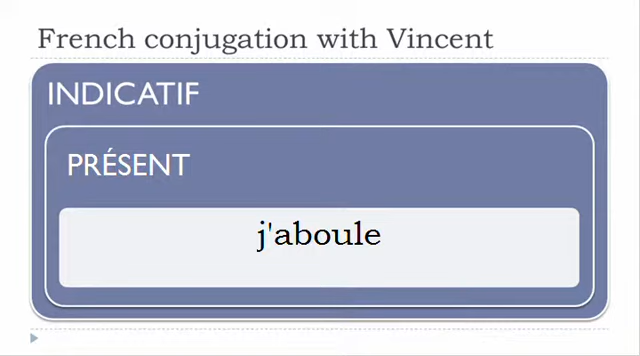 French conjugation with Vincent
INDICATIF
PRÉSENT
j'aboule